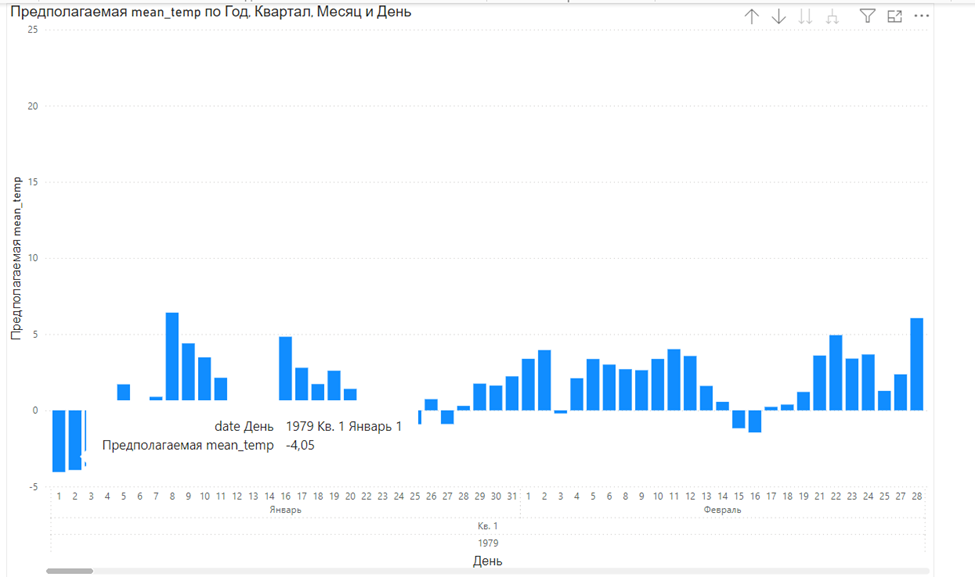 Предполагаемая mean_temp по Год, Квартал, Месяц и День
25
20
15
10
5
0
-5
Предполагаемая mean_temp
date День 1979 Кв. 1 Январь 1
Предполагаемая mean_temp -4,05
1 2 3 4 5 6 7 8 9 10 11 12 13 14 16 17 18 19 20 22 23 24 25 26 27 28 29 30 31 1 2 3 4 5 6 8 9 10 11 12 13 14 15 16 17 18 19 21 22 23 24 25 27 28
Январь Февраль
Кв. 1
1979
День